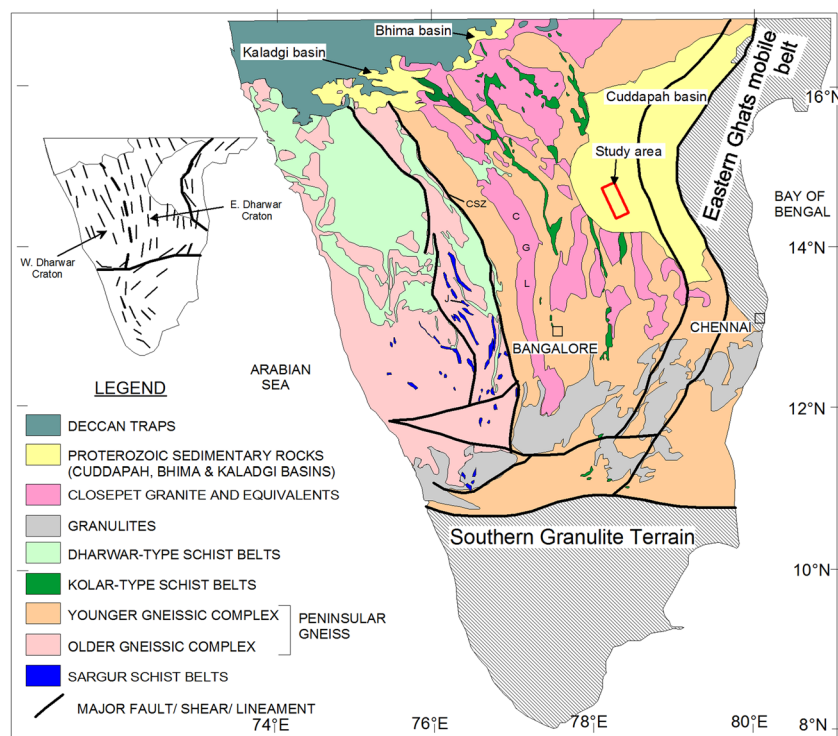 Bhima basin
Kaladgi basin
Cuddapah basin
16°N
Eastern Ghats mobile
belt
Study area
BAY OF
BENGAL
CSZ
C
G
L
E. Dharwar
Craton
W. Dharwar
Craton
14°N
J
CHENNAI
BANGALORE
ARABIAN
SEA
12°N
LEGEND
DECCAN TRAPS
PROTEROZOIC SEDIMENTARY ROCKS
(CUDDAPAH, BHIMA & KALADGI BASINS)
CLOSEPET GRANITE AND EQUIVALENTS
GRANULITES
DHARWAR-TYPE SCHIST BELTS
KOLAR-TYPE SCHIST BELTS
YOUNGER GNEISSIC COMPLEX
OLDER GNEISSIC COMPLEX
PENINSULAR
GNEISS
SARGUR SCHIST BELTS
MAJOR FAULT/ SHEAR/ LINEAMENT
Southern Granulite Terrain
10°N
8°N
74°E
76°E
78°E
80°E